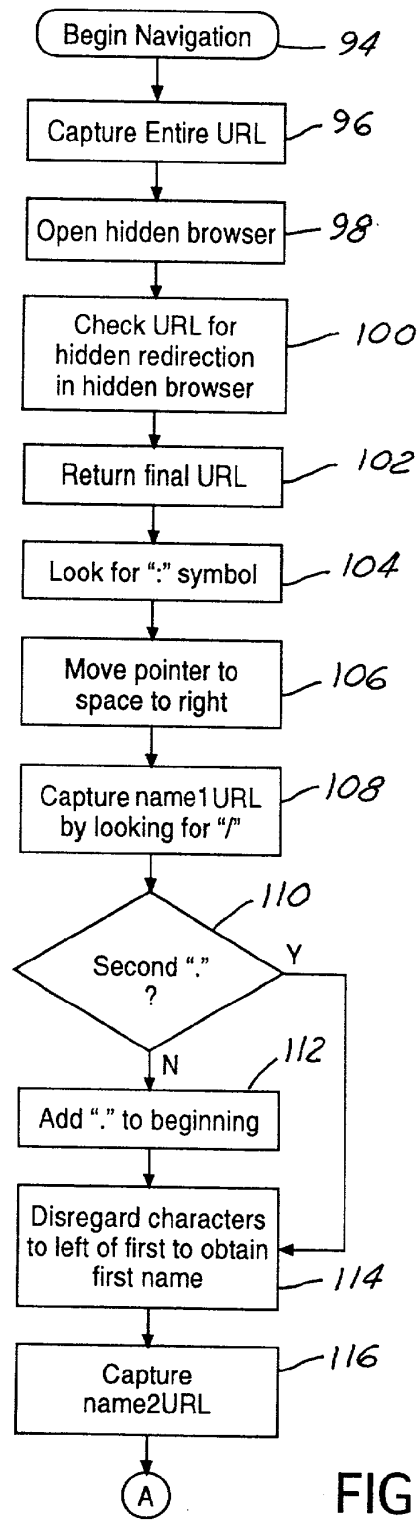 Begin Navigation
94
Capture Entire URL
96
Open hidden browser
98
Check URL for
hidden redirection
in hidden browser
100
Return final URL
102
Look for “:” symbol
104
Move pointer to
space to right
106
Capture name1URL
by looking for “/”
108
110
Second “.”
?
Y
N
112
Add “.” to beginning
Disregard characters
to left of first to obtain
first name
114
Capture
name2URL
116
A
FIG